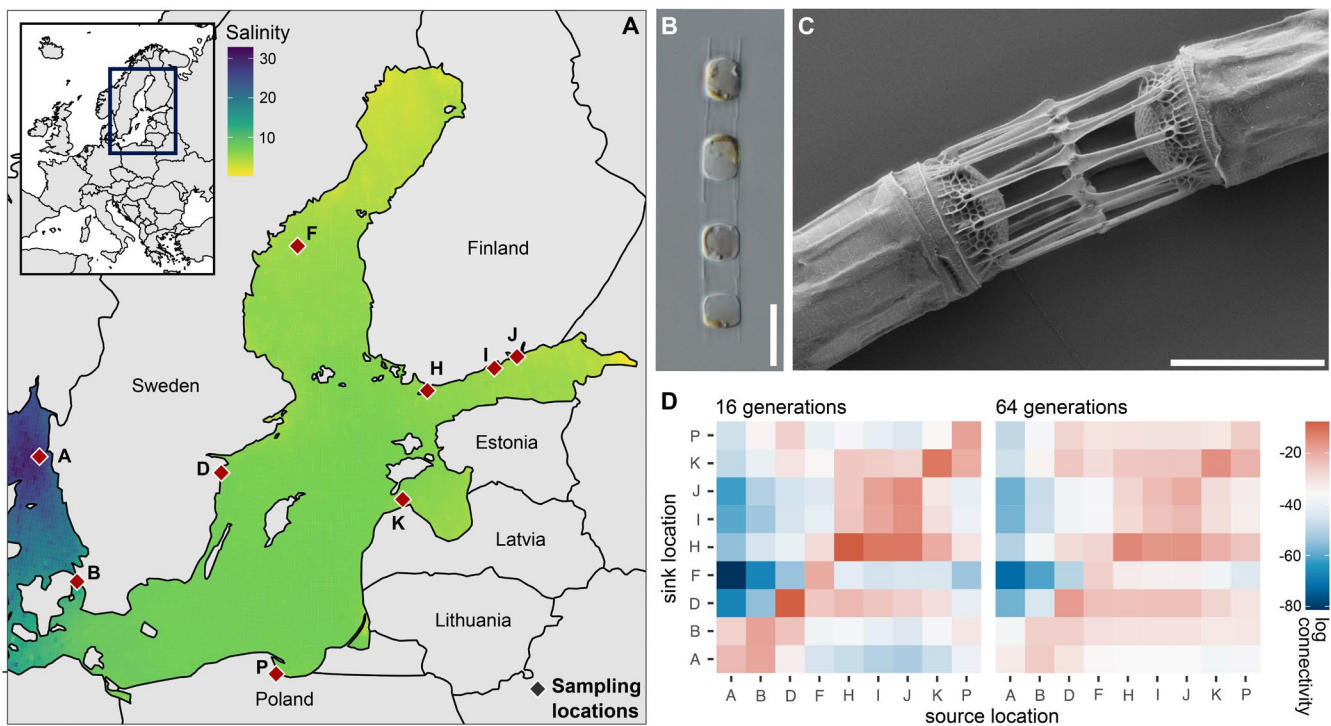 A
Salinity
30
20
10
F
Finland
J
I
H
Sweden
Estonia
A
D
K
Latvia
B
Lithuania
P
Poland
Sampling
locations
B
C
D
16 generations
64 generations
sink location
P
K
J
I
H
F
D
B
A
A B D F H I J K P
A B D F H I J K P
source location
-20
-40
-60
-80
log
connectivity